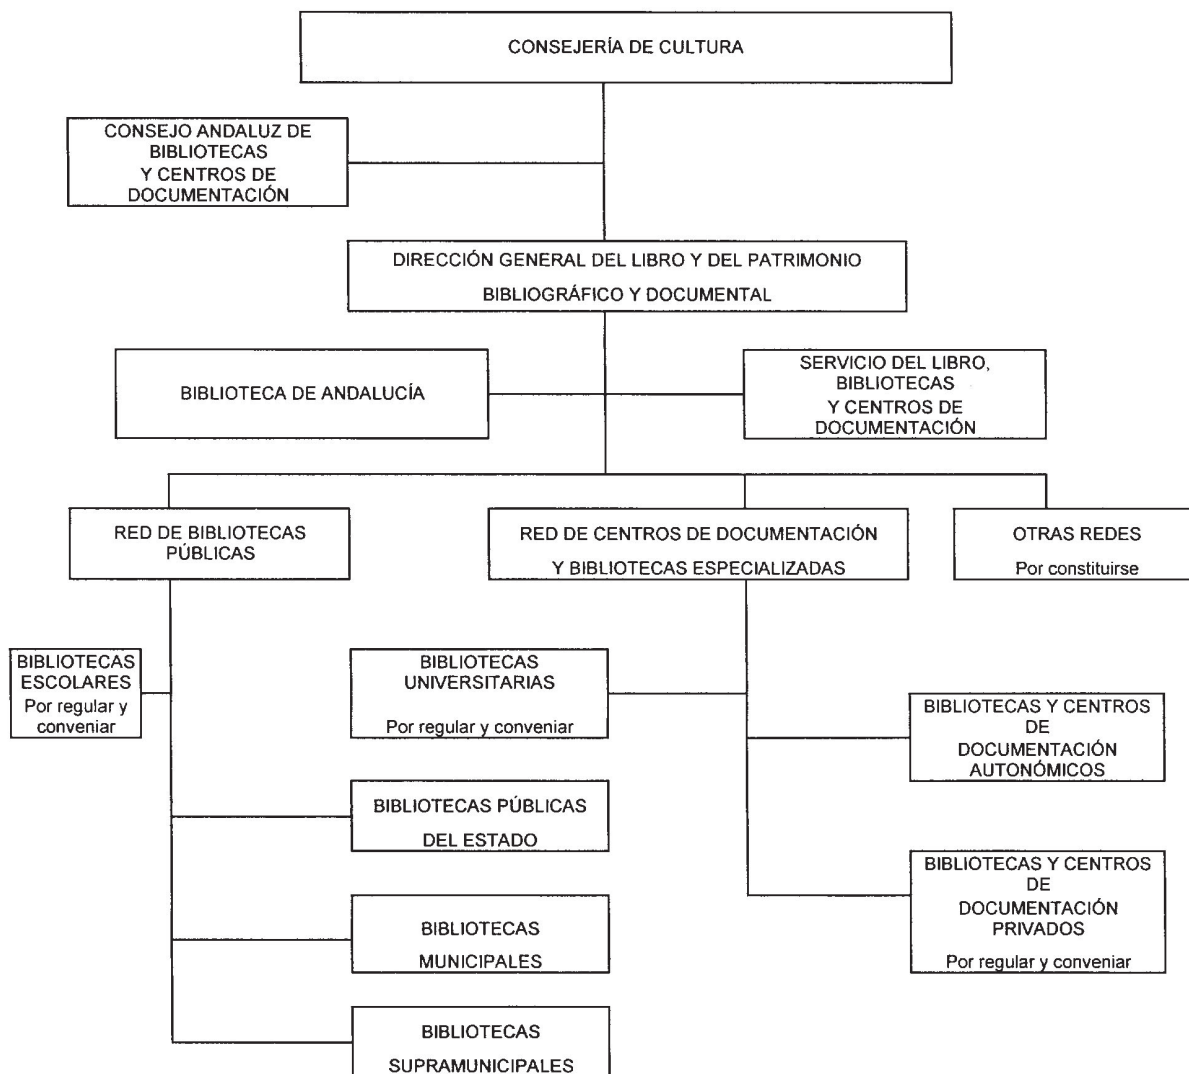 CONSEJERÍA DE CULTURA
CONSEJO ANDALUZ DE
BIBLIOTECAS
Y CENTROS DE
DOCUMENTACIÓN
DIRECCIÓN GENERAL DEL LIBRO Y DEL PATRIMONIO
BIBLIOGRÁFICO Y DOCUMENTAL
BIBLIOTECA DE ANDALUCÍA
SERVICIO DEL LIBRO,
BIBLIOTECAS
Y CENTROS DE
DOCUMENTACIÓN
RED DE BIBLIOTECAS
PÚBLICAS
RED DE CENTROS DE DOCUMENTACIÓN
Y BIBLIOTECAS ESPECIALIZADAS
OTRAS REDES
Por constituirse
BIBLIOTECAS
ESCOLARES
Por regular y
conveniar
BIBLIOTECAS
UNIVERSITARIAS
Por regular y conveniar
BIBLIOTECAS Y CENTROS
DE
DOCUMENTACIÓN
AUTONÓMICOS
BIBLIOTECAS PÚBLICAS
DEL ESTADO
BIBLIOTECAS Y CENTROS
DE
DOCUMENTACIÓN
PRIVADOS
Por regular y conveniar
BIBLIOTECAS
MUNICIPALES
BIBLIOTECAS
SUPRAMUNICIPALES